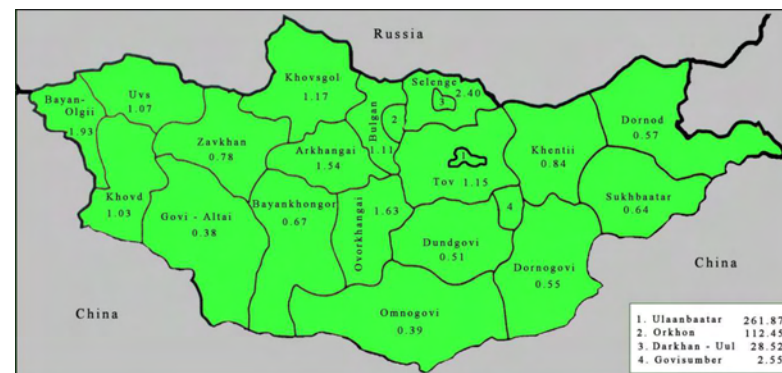 Russia
Khovsgol
1.17
Selenge
2.40
3
Uvs
1.07
Bayan-
Olgii
1.93
Bulgan
1.11
2
Dornod
0.57
Zavkhan
0.78
Arkhangai
1.54
Khentii
0.84
1
Tov 1.15
Khovd
1.03
Govi - Altai
0.38
Bayankhongor
0.67
Ovorkhangai
1.63
4
Sukhbaatar
0.64
Dundgovi
0.51
Dornogovi
0.55
China
China
Omnogovi
0.39
1. Ulaanbaatar 261.87
2. Orkhon 112.45
3. Darkhan - Uul 28.52
4. Govisumber 2.55